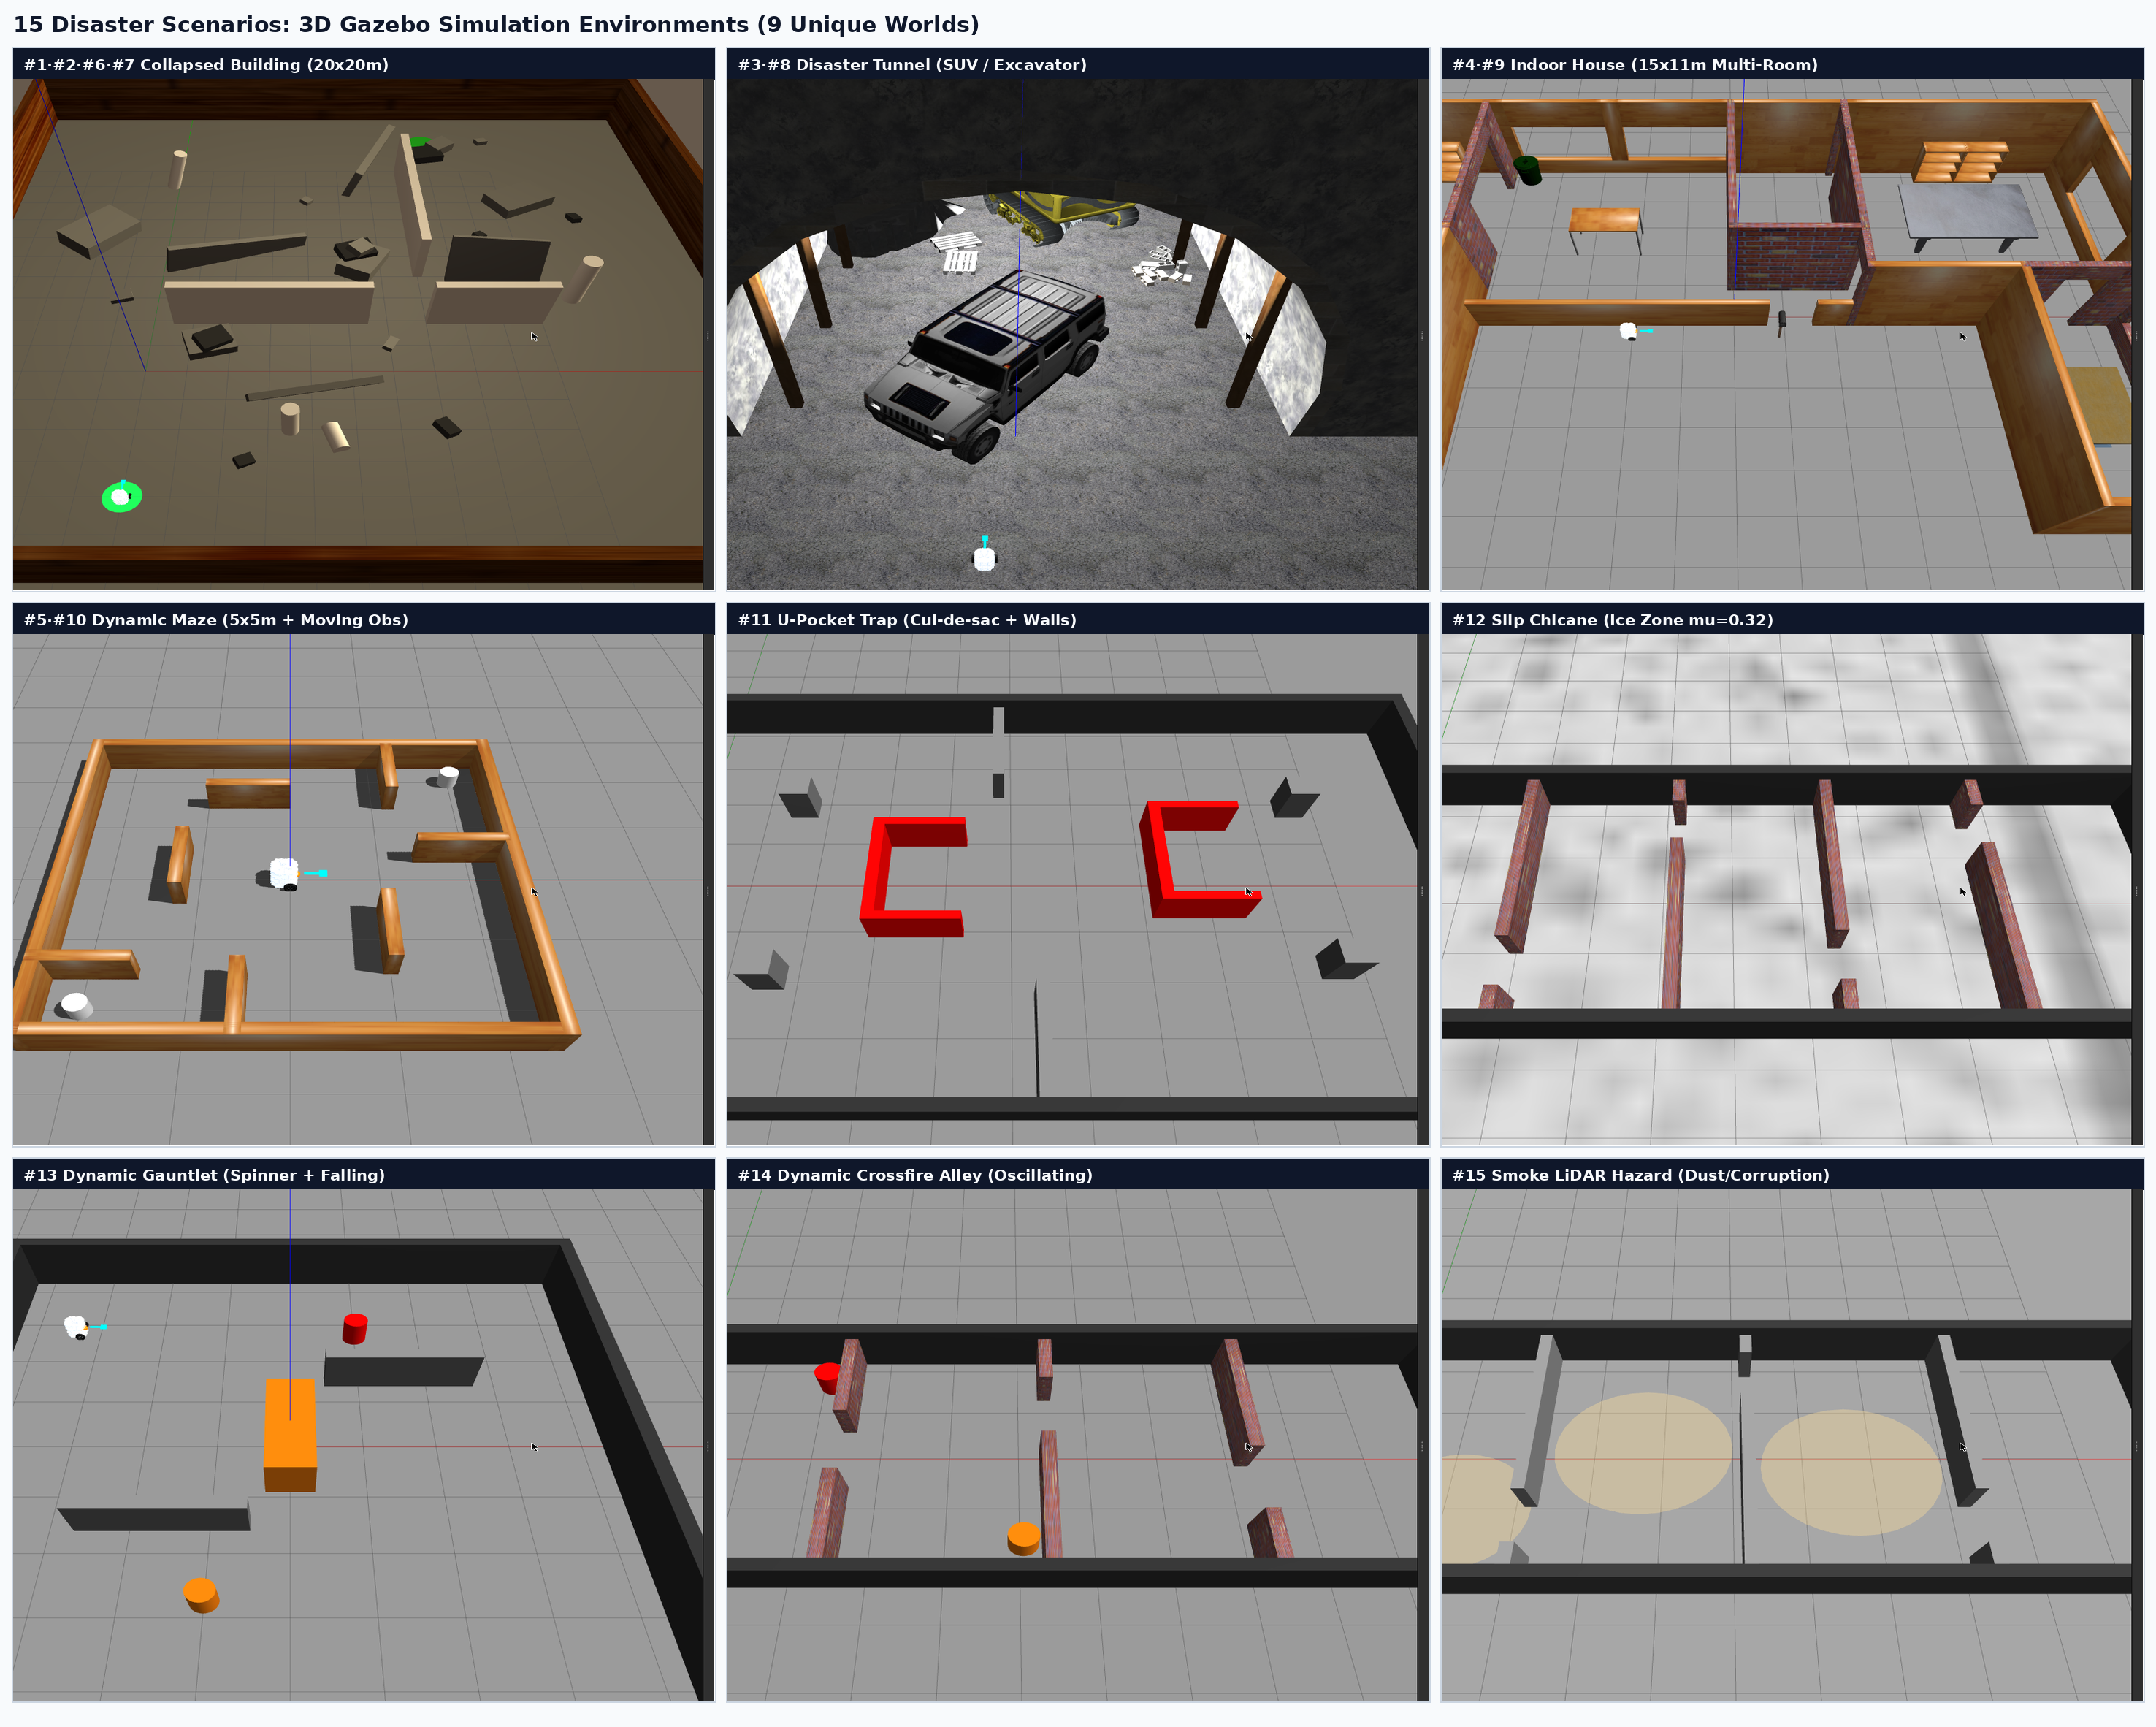 15 Disaster Scenarios: 3D Gazebo Simulation Environments (9 Unique Worlds)
#1·#2·#6·#7 Collapsed Building (20x20m)
#3·#8 Disaster Tunnel (SUV / Excavator)
#4·#9 Indoor House (15x11m Multi-Room)
#5·#10 Dynamic Maze (5x5m + Moving Obs)
#11 U-Pocket Trap (Cul-de-sac + Walls)
#12 Slip Chicane (Ice Zone mu=0.32)
#13 Dynamic Gauntlet (Spinner + Falling)
#14 Dynamic Crossfire Alley (Oscillating)
#15 Smoke LiDAR Hazard (Dust/Corruption)